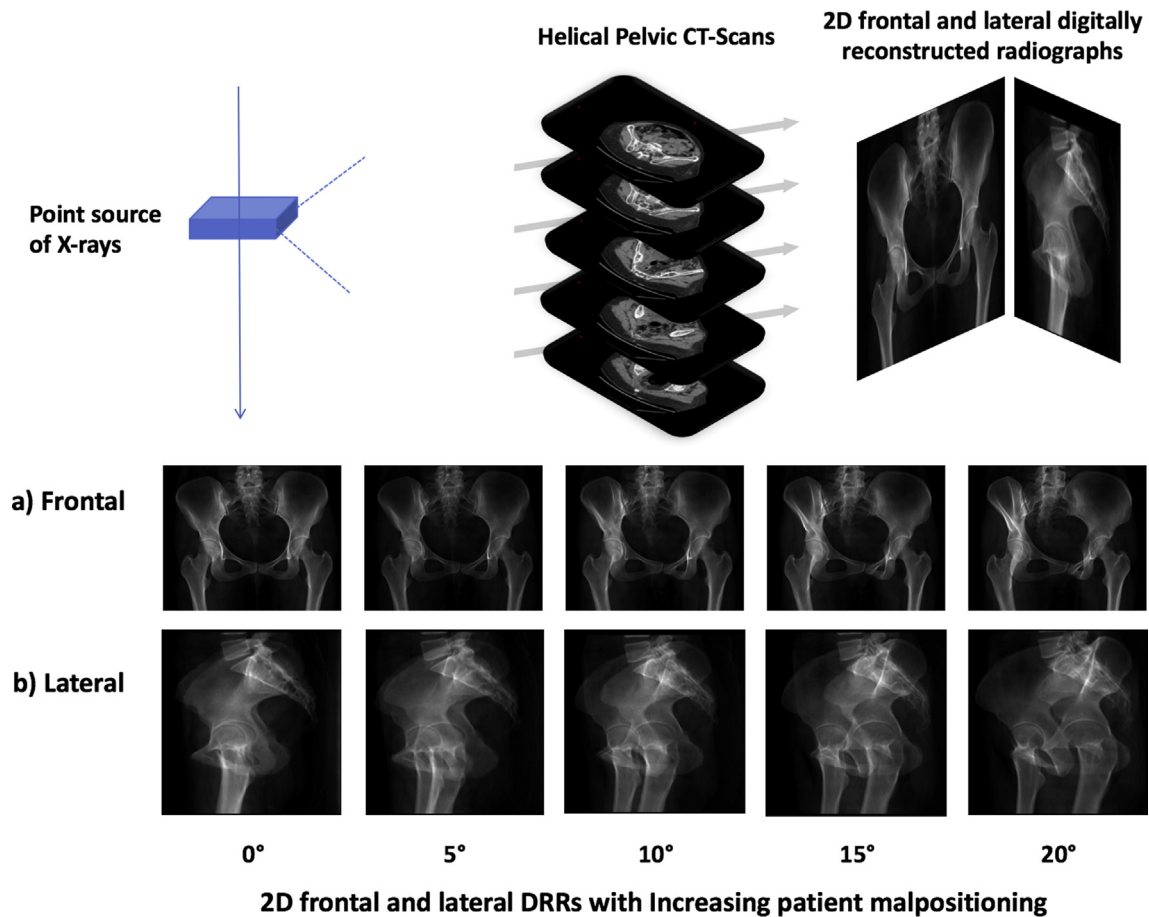 Helical Pelvic CT-Scans
2D frontal and lateral digitally
reconstructed radiographs
Point source
of X-rays
a) Frontal
b) Lateral
0°
5°
10°
15°
20°
2D frontal and lateral DRRs with Increasing patient malpositioning